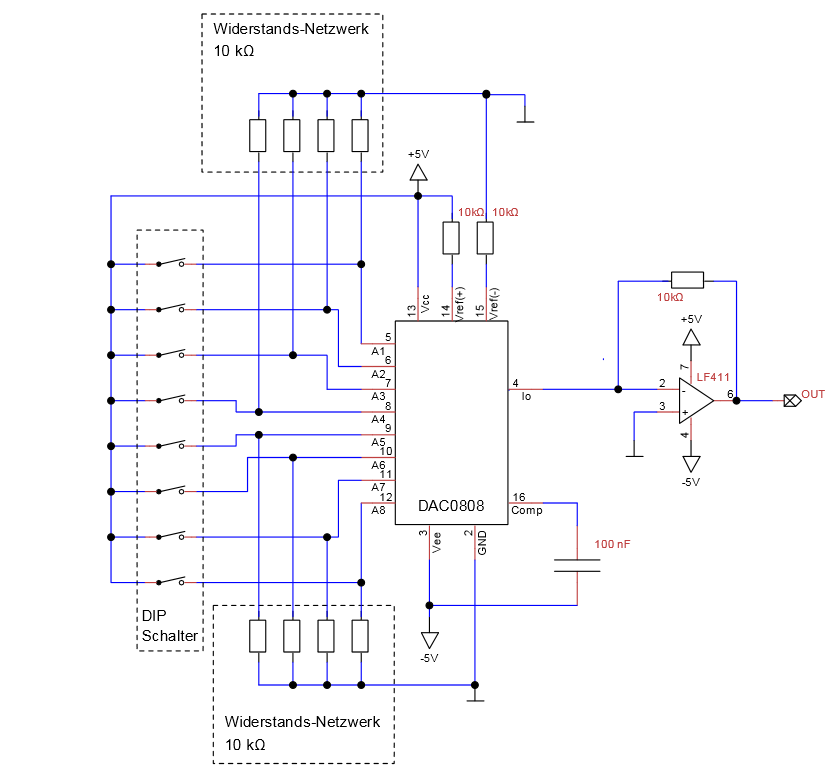 Widerstands-Netzwerk
10 kΩ
+5V
10kΩ
10kΩ
13
Vcc
14
Vref(+)
15
Vref(-)
10kΩ
+5V
5
A1
6
A2
7
A3
8
A4
9
A5
10
A6
11
A7
12
A8
4
Io
2
-
3
+
7
LF411
6
OUT
4
-5V
DAC0808
16
Comp
3
Vee
2
GND
100 nF
DIP
Schalter
-5V
Widerstands-Netzwerk
10 kΩ